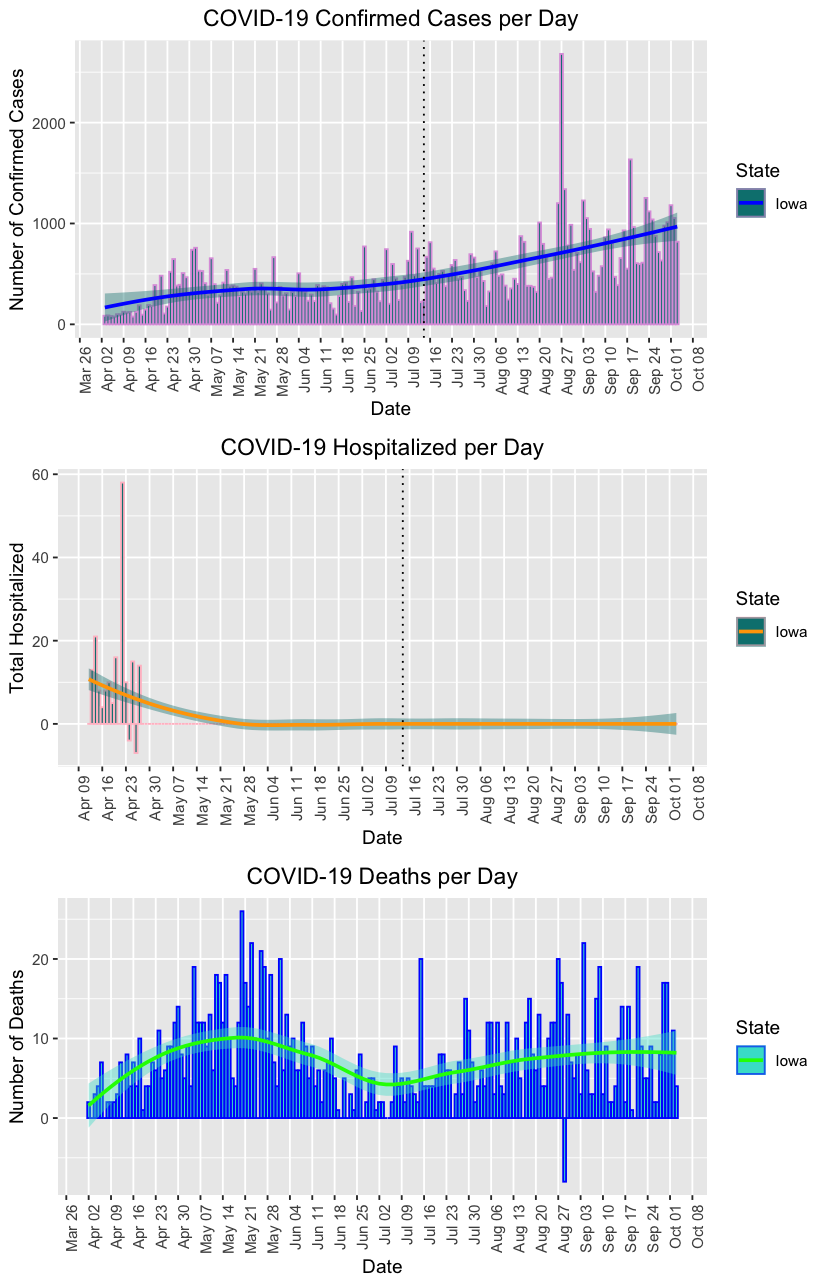 COVID-19 Confirmed Cases per Day
Number of Confirmed Cases
2000
1000
0
Mar 26
Apr 02
Apr 09
Apr 16
Apr 23
Apr 30
May 07
May 14
May 21
May 28
Jun 04
Jun 11
Jun 18
Jun 25
Jul 02
Jul 09
Jul 16
Jul 23
Jul 30
Aug 06
Aug 13
Aug 20
Aug 27
Sep 03
Sep 10
Sep 17
Sep 24
Oct 01
Oct 08
Date
State
Iowa
COVID-19 Hospitalized per Day
Total Hospitalized
60
40
20
0
Apr 09
Apr 16
Apr 23
Apr 30
May 07
May 14
May 21
May 28
Jun 04
Jun 11
Jun 18
Jun 25
Jul 02
Jul 09
Jul 16
Jul 23
Jul 30
Aug 06
Aug 13
Aug 20
Aug 27
Sep 03
Sep 10
Sep 17
Sep 24
Oct 01
Oct 08
Date
State
Iowa
COVID-19 Deaths per Day
Number of Deaths
20
10
0
Mar 26
Apr 02
Apr 09
Apr 16
Apr 23
Apr 30
May 07
May 14
May 21
May 28
Jun 04
Jun 11
Jun 18
Jun 25
Jul 02
Jul 09
Jul 16
Jul 23
Jul 30
Aug 06
Aug 13
Aug 20
Aug 27
Sep 03
Sep 10
Sep 17
Sep 24
Oct 01
Oct 08
Date
State
Iowa